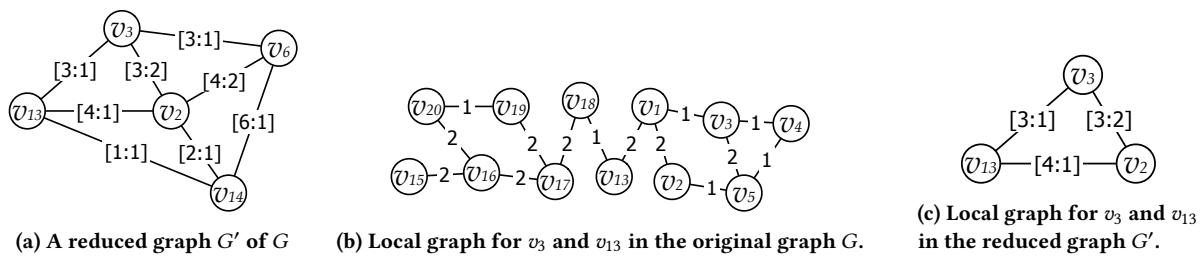 v3
[3:1]
v6
[3:1]
[3:2]
[4:2]
v13
[4:1]
v2
[6:1]
[1:1]
[2:1]
v14
(a) A reduced graph G′ of G
v20
1
v19
v18
v1
1
v3
1
v4
2
2
2
1
2
2
2
1
v15
2
v16
2
v17
v13
v2
1
v5
(b) Local graph for v3 and v13 in the original graph G.
v3
[3:1]
[3:2]
v13
[4:1]
v2
(c) Local graph for v3 and v13
in the reduced graph G′.